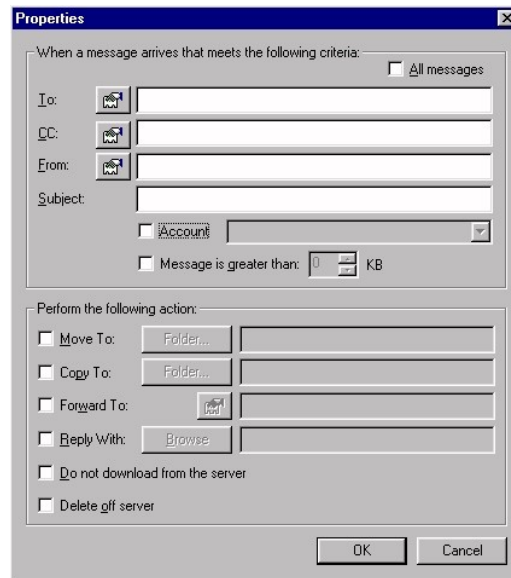 Properties
When a message arrives that meets the following criteria:
All messages
To:
CC:
From:
Subject:
Account
Message is greater than: 0 KB
Perform the following action:
Move To: Folder...
Copy To: Folder...
Forward To:
Reply With: Browse
Do not download from the server
Delete off server
OK Cancel